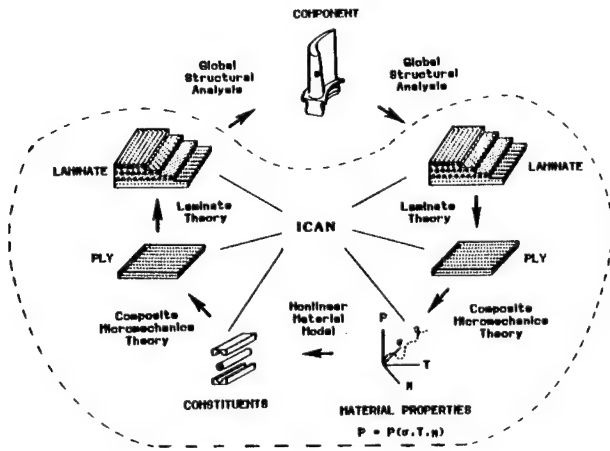 COMPONENT
Global
Structural
Analysis
Global
Structural
Analysis
LAMINATE
LAMINATE
Laminate
Theory
ICAN
Laminate
Theory
PLY
PLY
Composite
Micromechanics
Theory
Nonlinear
Material
Model
P
σ
T
M
Composite
Micromechanics
Theory
CONSTITUENTS
MATERIAL PROPERTIES
P = P(σ.T.M)